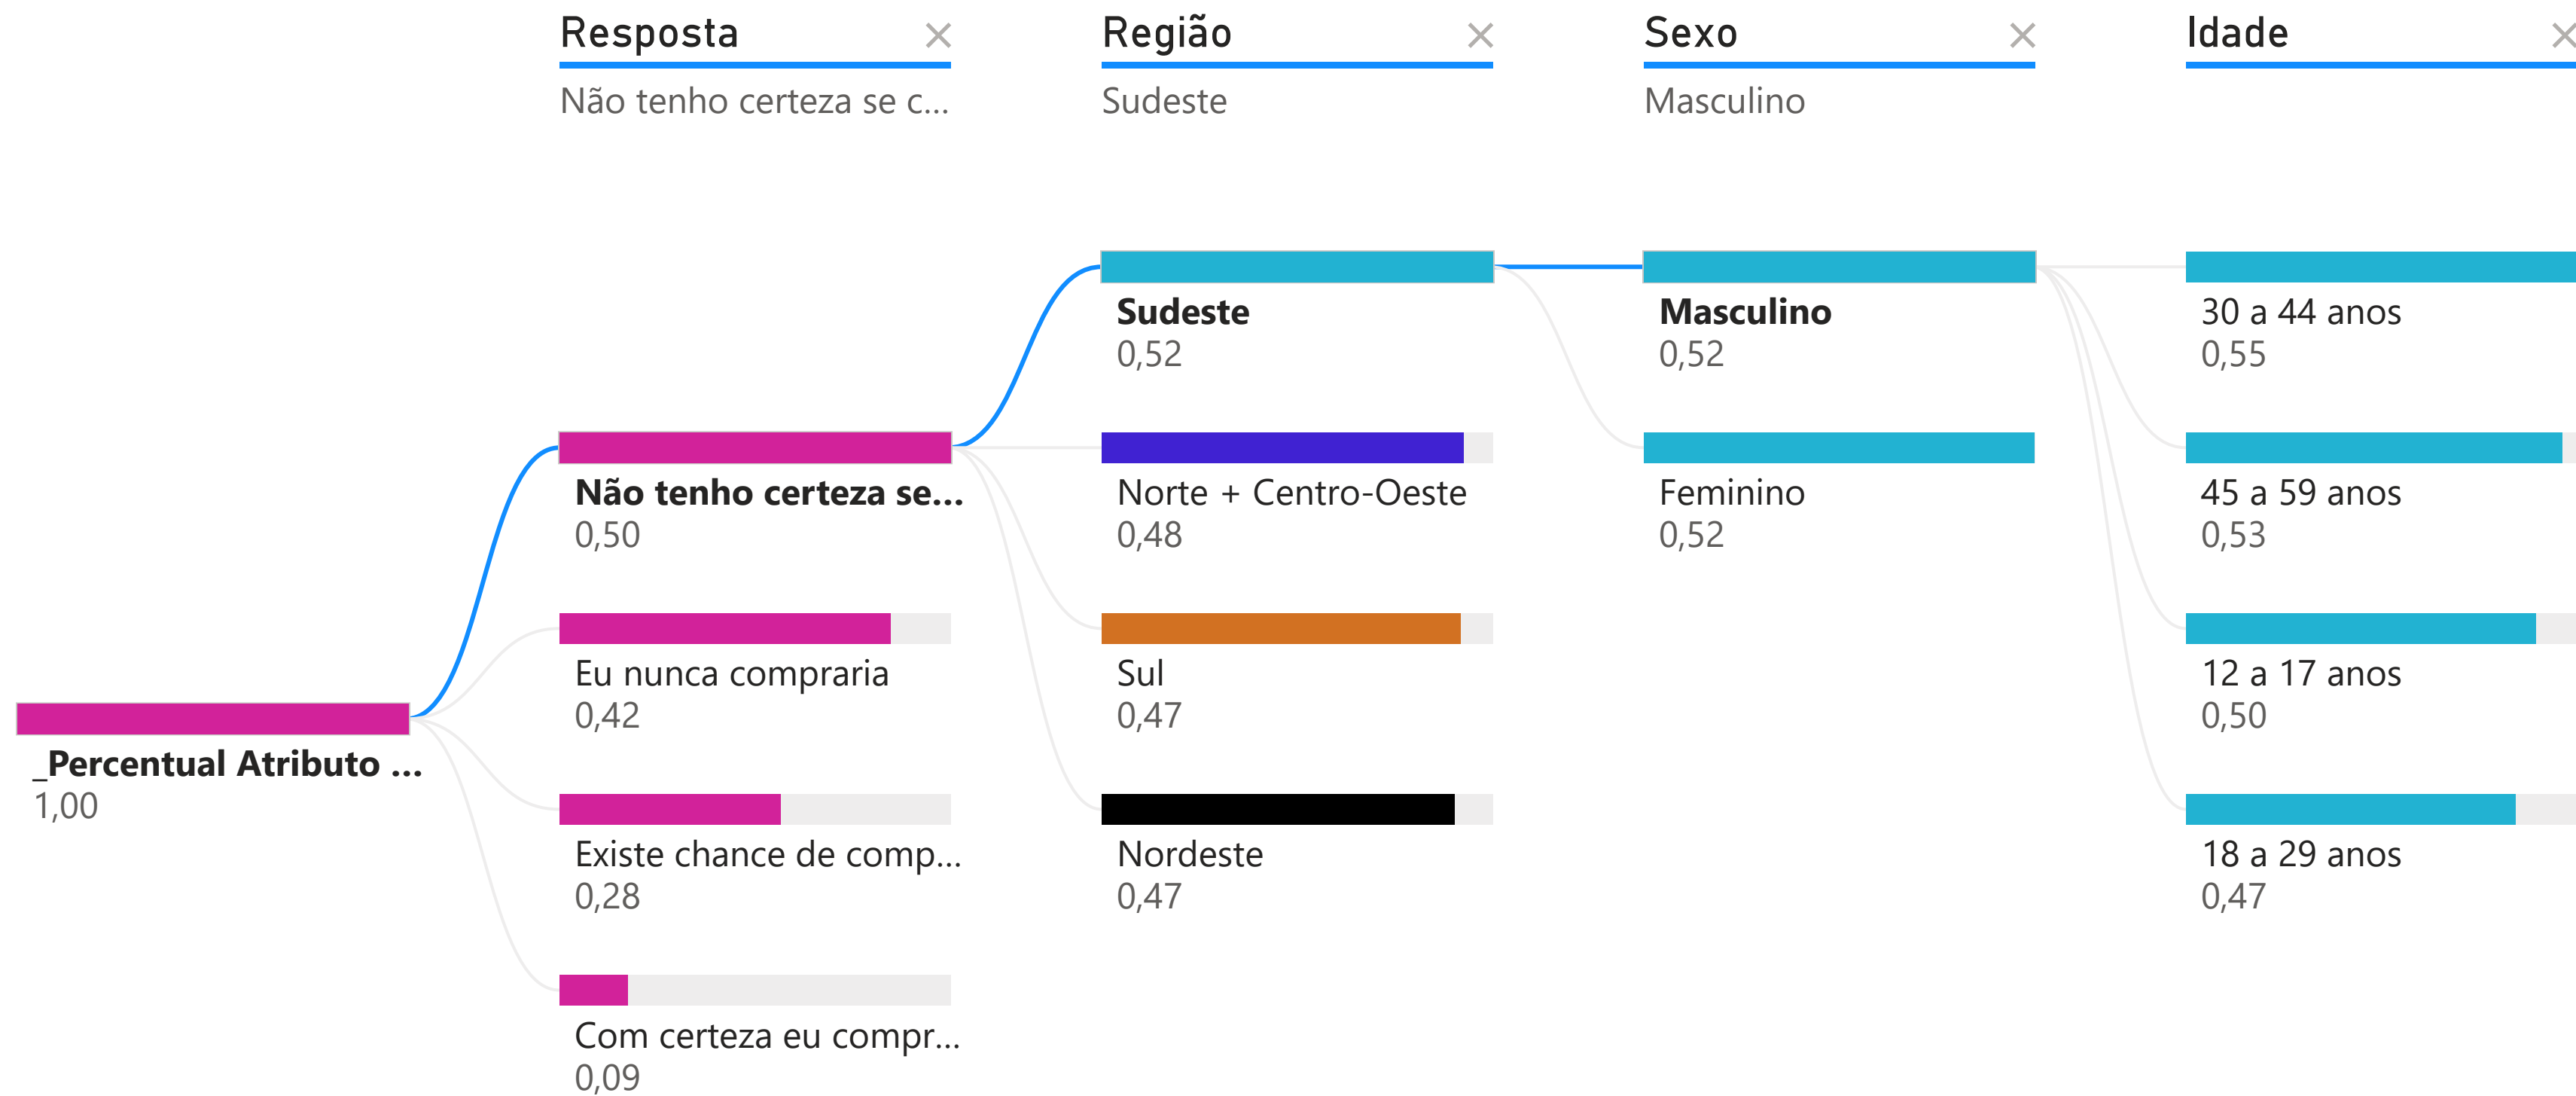 Resposta
Não tenho certeza se c...
Região
Sudeste
Sexo
Masculino
Idade
_Percentual Atributo ...
1,00
Não tenho certeza se...
0,50
Eu nunca compraria
0,42
Existe chance de comp...
0,28
Com certeza eu compr...
0,09
Sudeste
0,52
Norte + Centro-Oeste
0,48
Sul
0,47
Nordeste
0,47
Masculino
0,52
Feminino
0,52
30 a 44 anos
0,55
45 a 59 anos
0,53
12 a 17 anos
0,50
18 a 29 anos
0,47